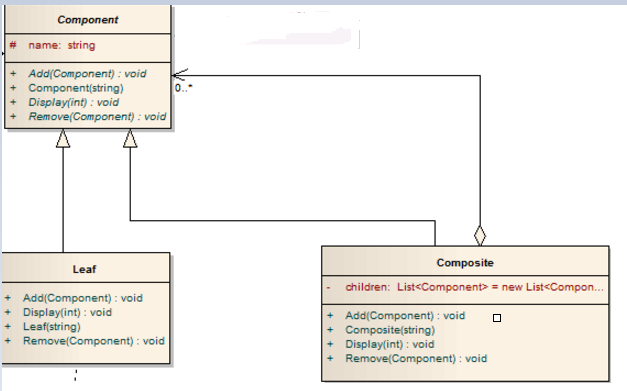 Component
# name: string
+ Add(Component) : void
+ Component(string)
+ Display(int) : void
+ Remove(Component) : void
0..*
Leaf
+ Add(Component) : void
+ Display(int) : void
+ Leaf(string)
+ Remove(Component) : void
Composite
- children: List<Component> = new List<Compon...
+ Add(Component) : void
+ Composite(string)
+ Display(int) : void
+ Remove(Component) : void